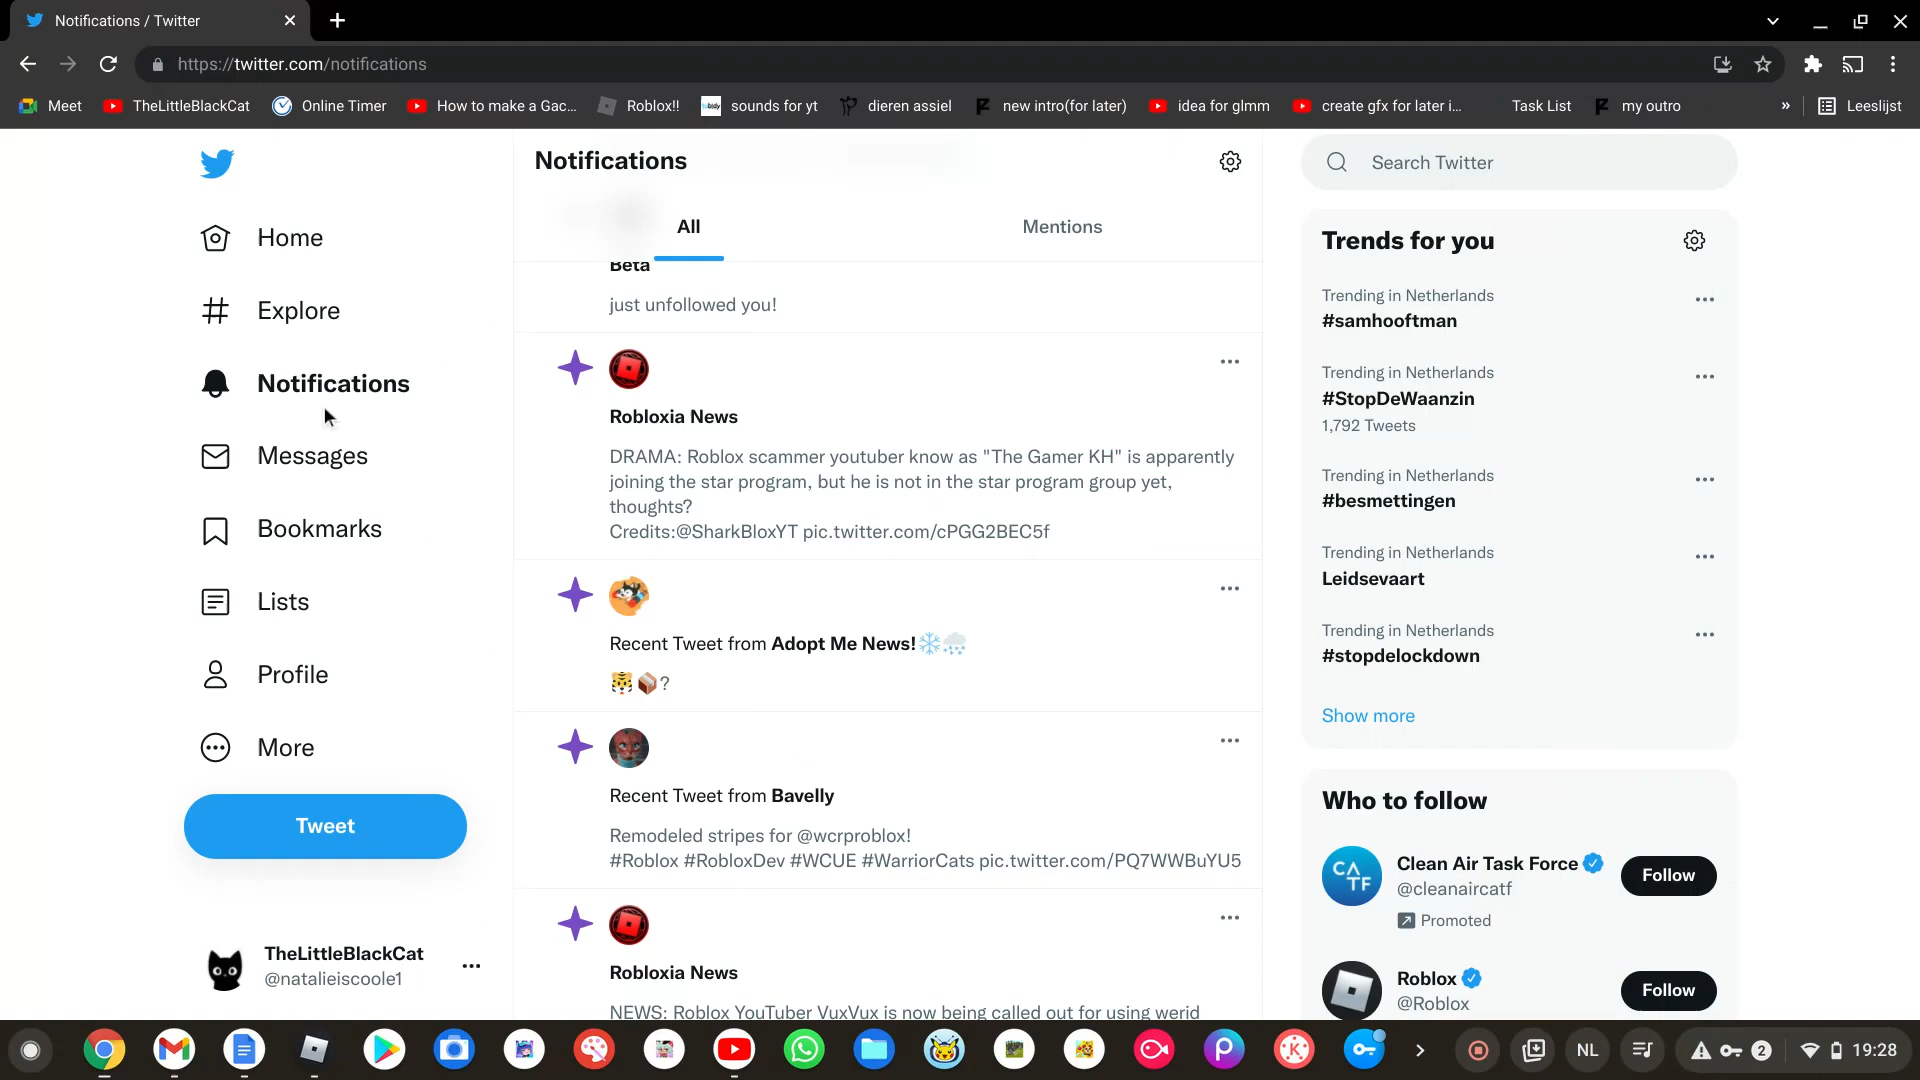 Notifications / Twitter
https://twitter.com/notifications
Meet
TheLittleBlackCat
Online Timer
How to make a Gac...
Roblox!!
sounds for yt
dieren assiel
new intro(for later)
idea for glmm
create gfx for later i...
Task List
my outro
»
Leeslijst
Home
Explore
Notifications
Messages
Bookmarks
Lists
Profile
More
Tweet
TheLittleBlackCat
@natalieiscoole1
Notifications
All
Mentions
Beta
just unfollowed you!
Robloxia News
DRAMA: Roblox scammer youtuber know as "The Gamer KH" is apparently
joining the star program, but he is not in the star program group yet,
thoughts?
Credits:@SharkBloxYT pic.twitter.com/cPGG2BEC5f
Recent Tweet from Adopt Me News!❄️🌨️
🐯📦?
Recent Tweet from Bavelly
Remodeled stripes for @wcrproblox!
#Roblox #RobloxDev #WCUE #WarriorCats pic.twitter.com/PQ7WWBuYU5
Robloxia News
NEWS: Roblox YouTuber VuxVux is now being called out for using werid
Search Twitter
Trends for you
Trending in Netherlands
#samhooftman
Trending in Netherlands
#StopDeWaanzin
1,792 Tweets
Trending in Netherlands
#besmettingen
Trending in Netherlands
Leidsevaart
Trending in Netherlands
#stopdelockdown
Show more
Who to follow
CATF
Clean Air Task Force
@cleanaircatf
Promoted
Follow
Roblox
@Roblox
Follow
NL
2
19:28